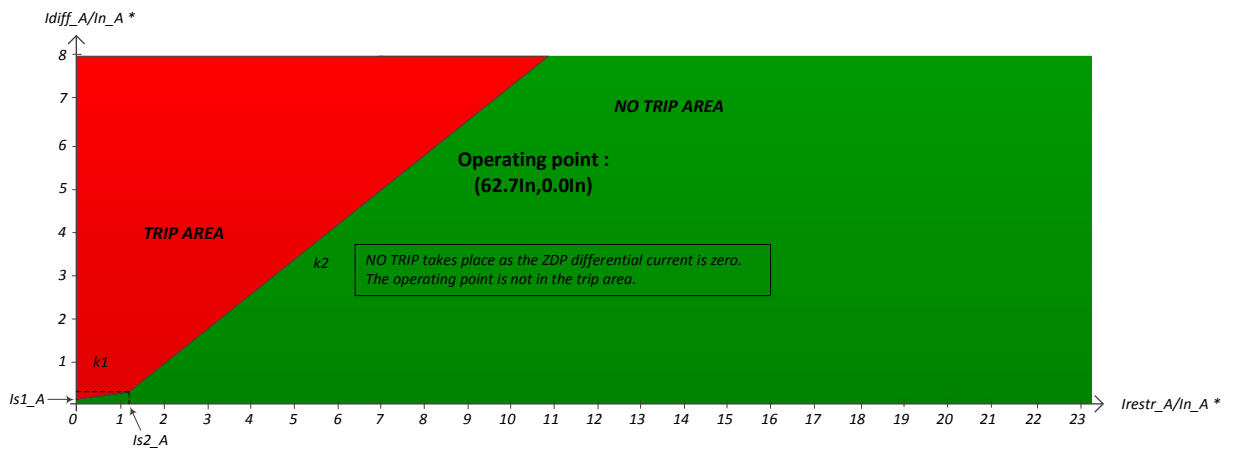 Idiff_A/In_A *
8
7
6
5
4
3
2
1
NO TRIP AREA
Operating point :
(62.7In,0.0In)
TRIP AREA
k2
NO TRIP takes place as the ZDP differential current is zero.
The operating point is not in the trip area.
k1
Is1_A
0 1 2 3 4 5 6 7 8 9 10 11 12 13 14 15 16 17 18 19 20 21 22 23
Irestr_A/In_A *
Is2_A